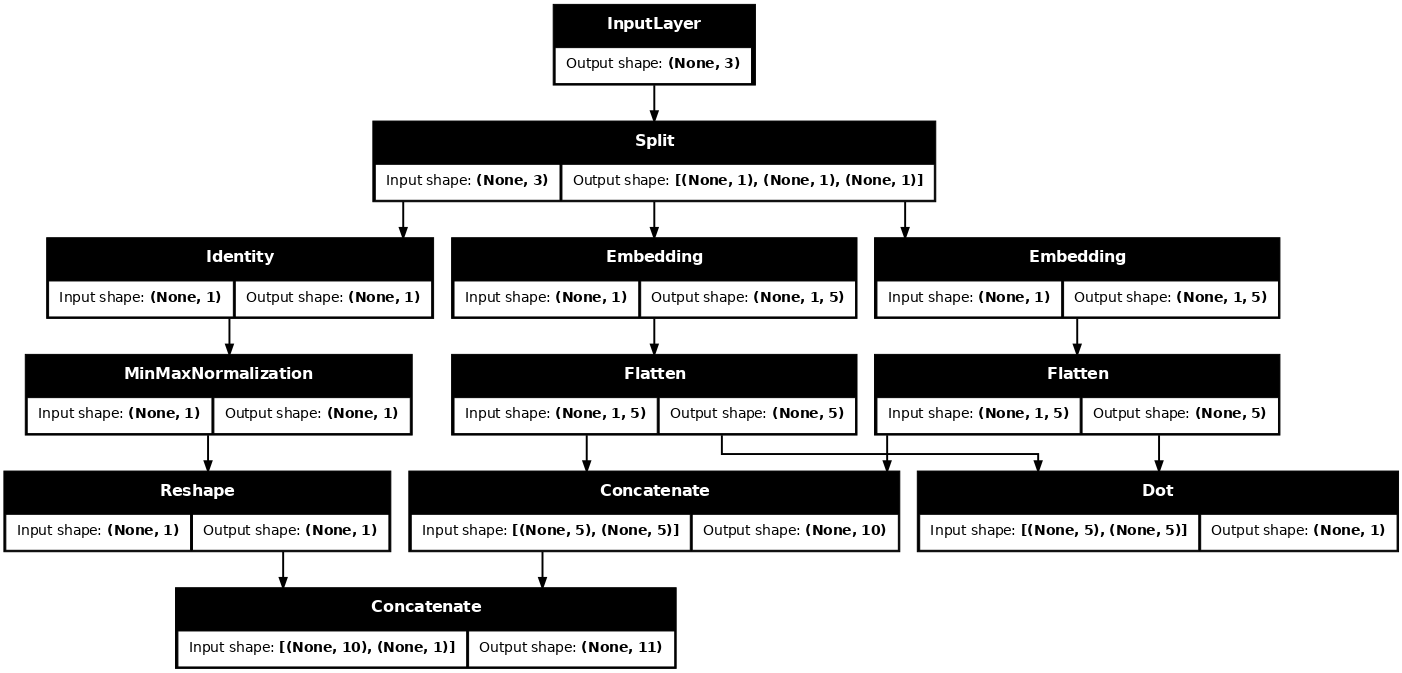 InputLayer
Output shape: (None, 3)
Split
Input shape: (None, 3) Output shape: [(None, 1), (None, 1), (None, 1)]
Identity
Input shape: (None, 1) Output shape: (None, 1)
Embedding
Input shape: (None, 1) Output shape: (None, 1, 5)
Embedding
Input shape: (None, 1) Output shape: (None, 1, 5)
MinMaxNormalization
Input shape: (None, 1) Output shape: (None, 1)
Flatten
Input shape: (None, 1, 5) Output shape: (None, 5)
Flatten
Input shape: (None, 1, 5) Output shape: (None, 5)
Reshape
Input shape: (None, 1) Output shape: (None, 1)
Concatenate
Input shape: [(None, 5), (None, 5)] Output shape: (None, 10)
Dot
Input shape: [(None, 5), (None, 5)] Output shape: (None, 1)
Concatenate
Input shape: [(None, 10), (None, 1)] Output shape: (None, 11)